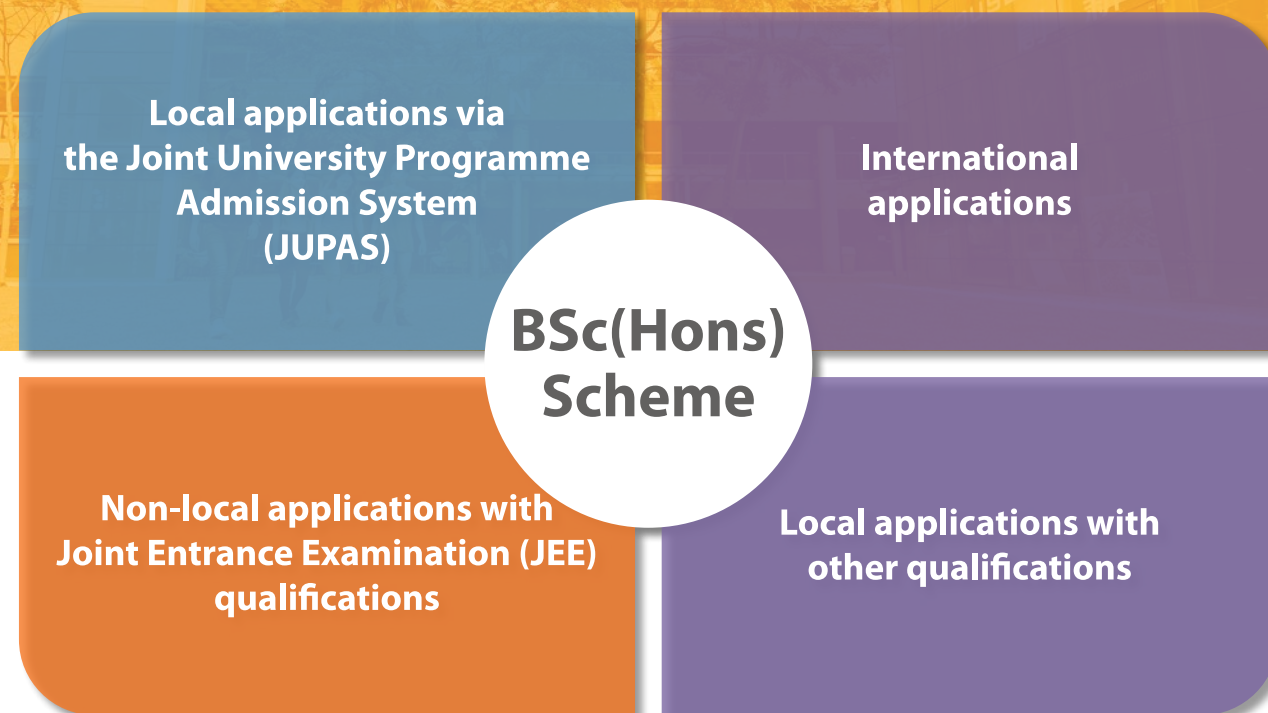 Local applications via
the Joint University Programme
Admission System
(JUPAS)
International
applications
BSc(Hons)
Scheme
Non-local applications with
Joint Entrance Examination (JEE)
qualifications
Local applications with
other qualifications